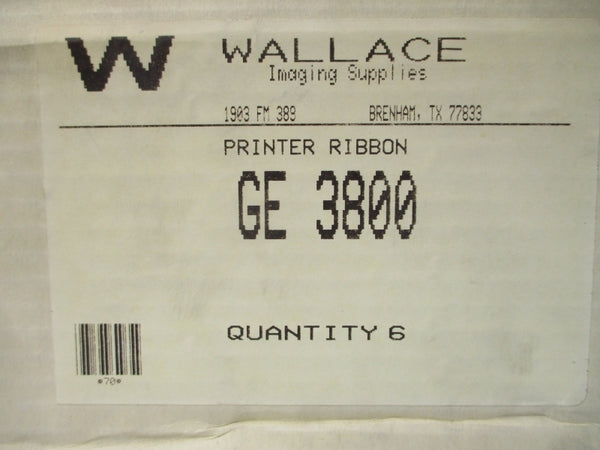 W
WALLACE
Imaging Supplies
1903 FM 389 BRENHAM, TX 77833
PRINTER RIBBON
GE 3800
QUANTITY 6
*70*